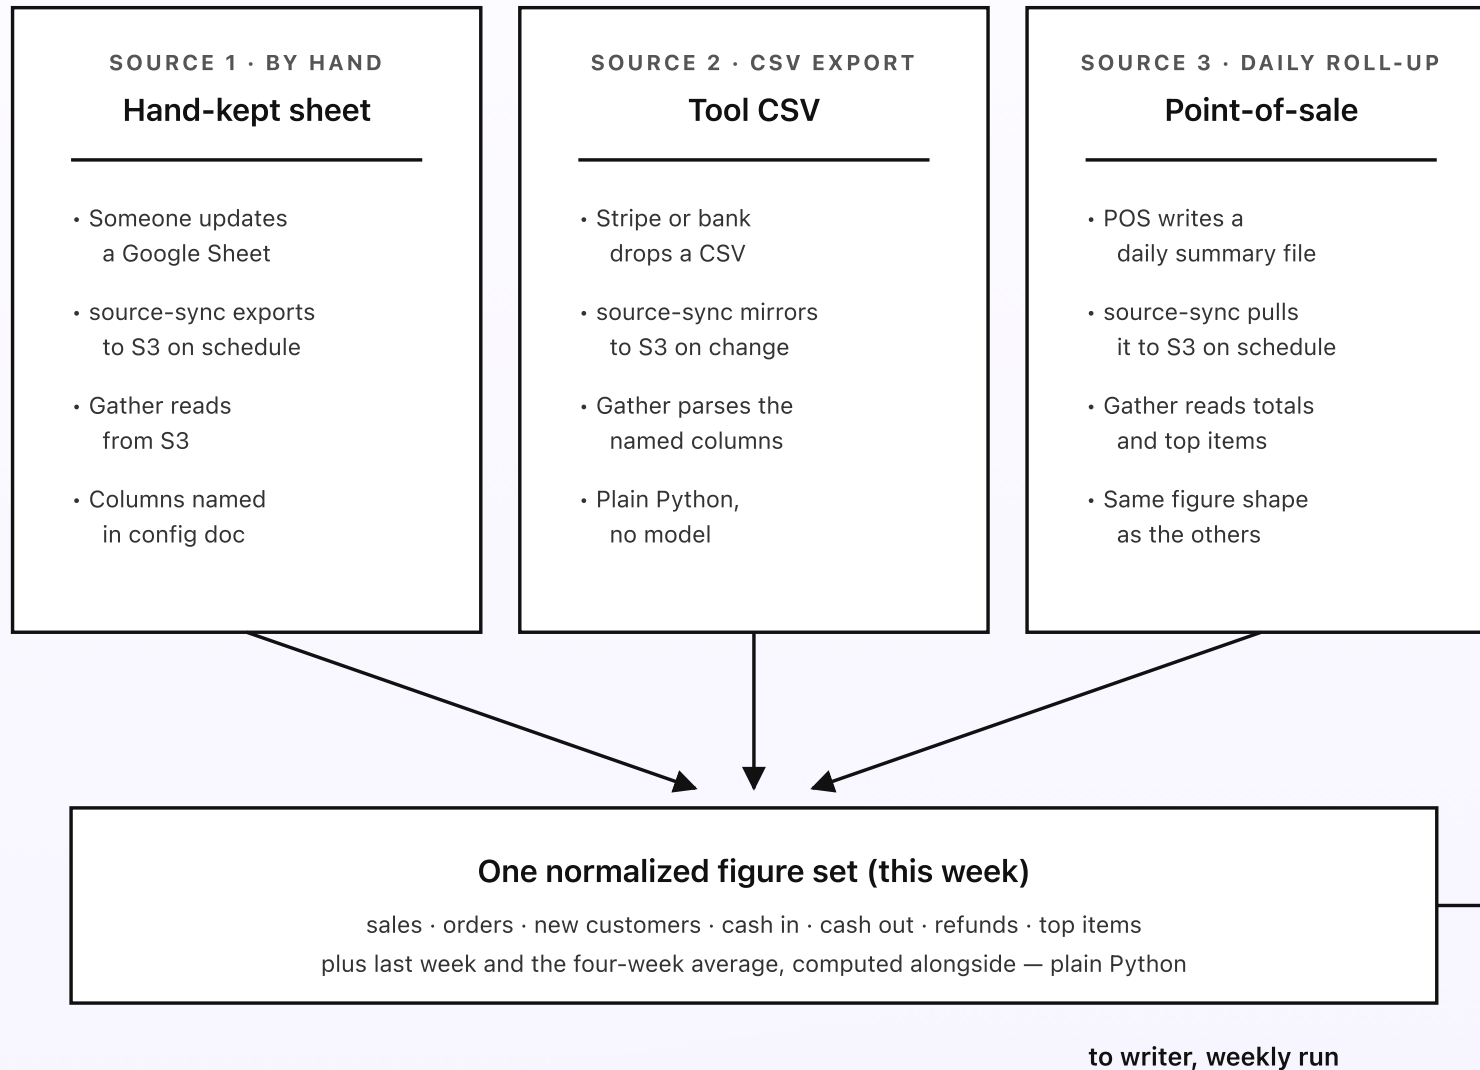 SOURCE 1 · BY HAND
Hand-kept sheet
• Someone updates
a Google Sheet
• source-sync exports
to S3 on schedule
• Gather reads
from S3
• Columns named
in config doc
SOURCE 2 · CSV EXPORT
Tool CSV
• Stripe or bank
drops a CSV
• source-sync mirrors
to S3 on change
• Gather parses the
named columns
• Plain Python,
no model
SOURCE 3 · DAILY ROLL-UP
Point-of-sale
• POS writes a
daily summary file
• source-sync pulls
it to S3 on schedule
• Gather reads totals
and top items
• Same figure shape
as the others
One normalized figure set (this week)
sales · orders · new customers · cash in · cash out · refunds · top items
plus last week and the four-week average, computed alongside — plain Python
to writer, weekly run